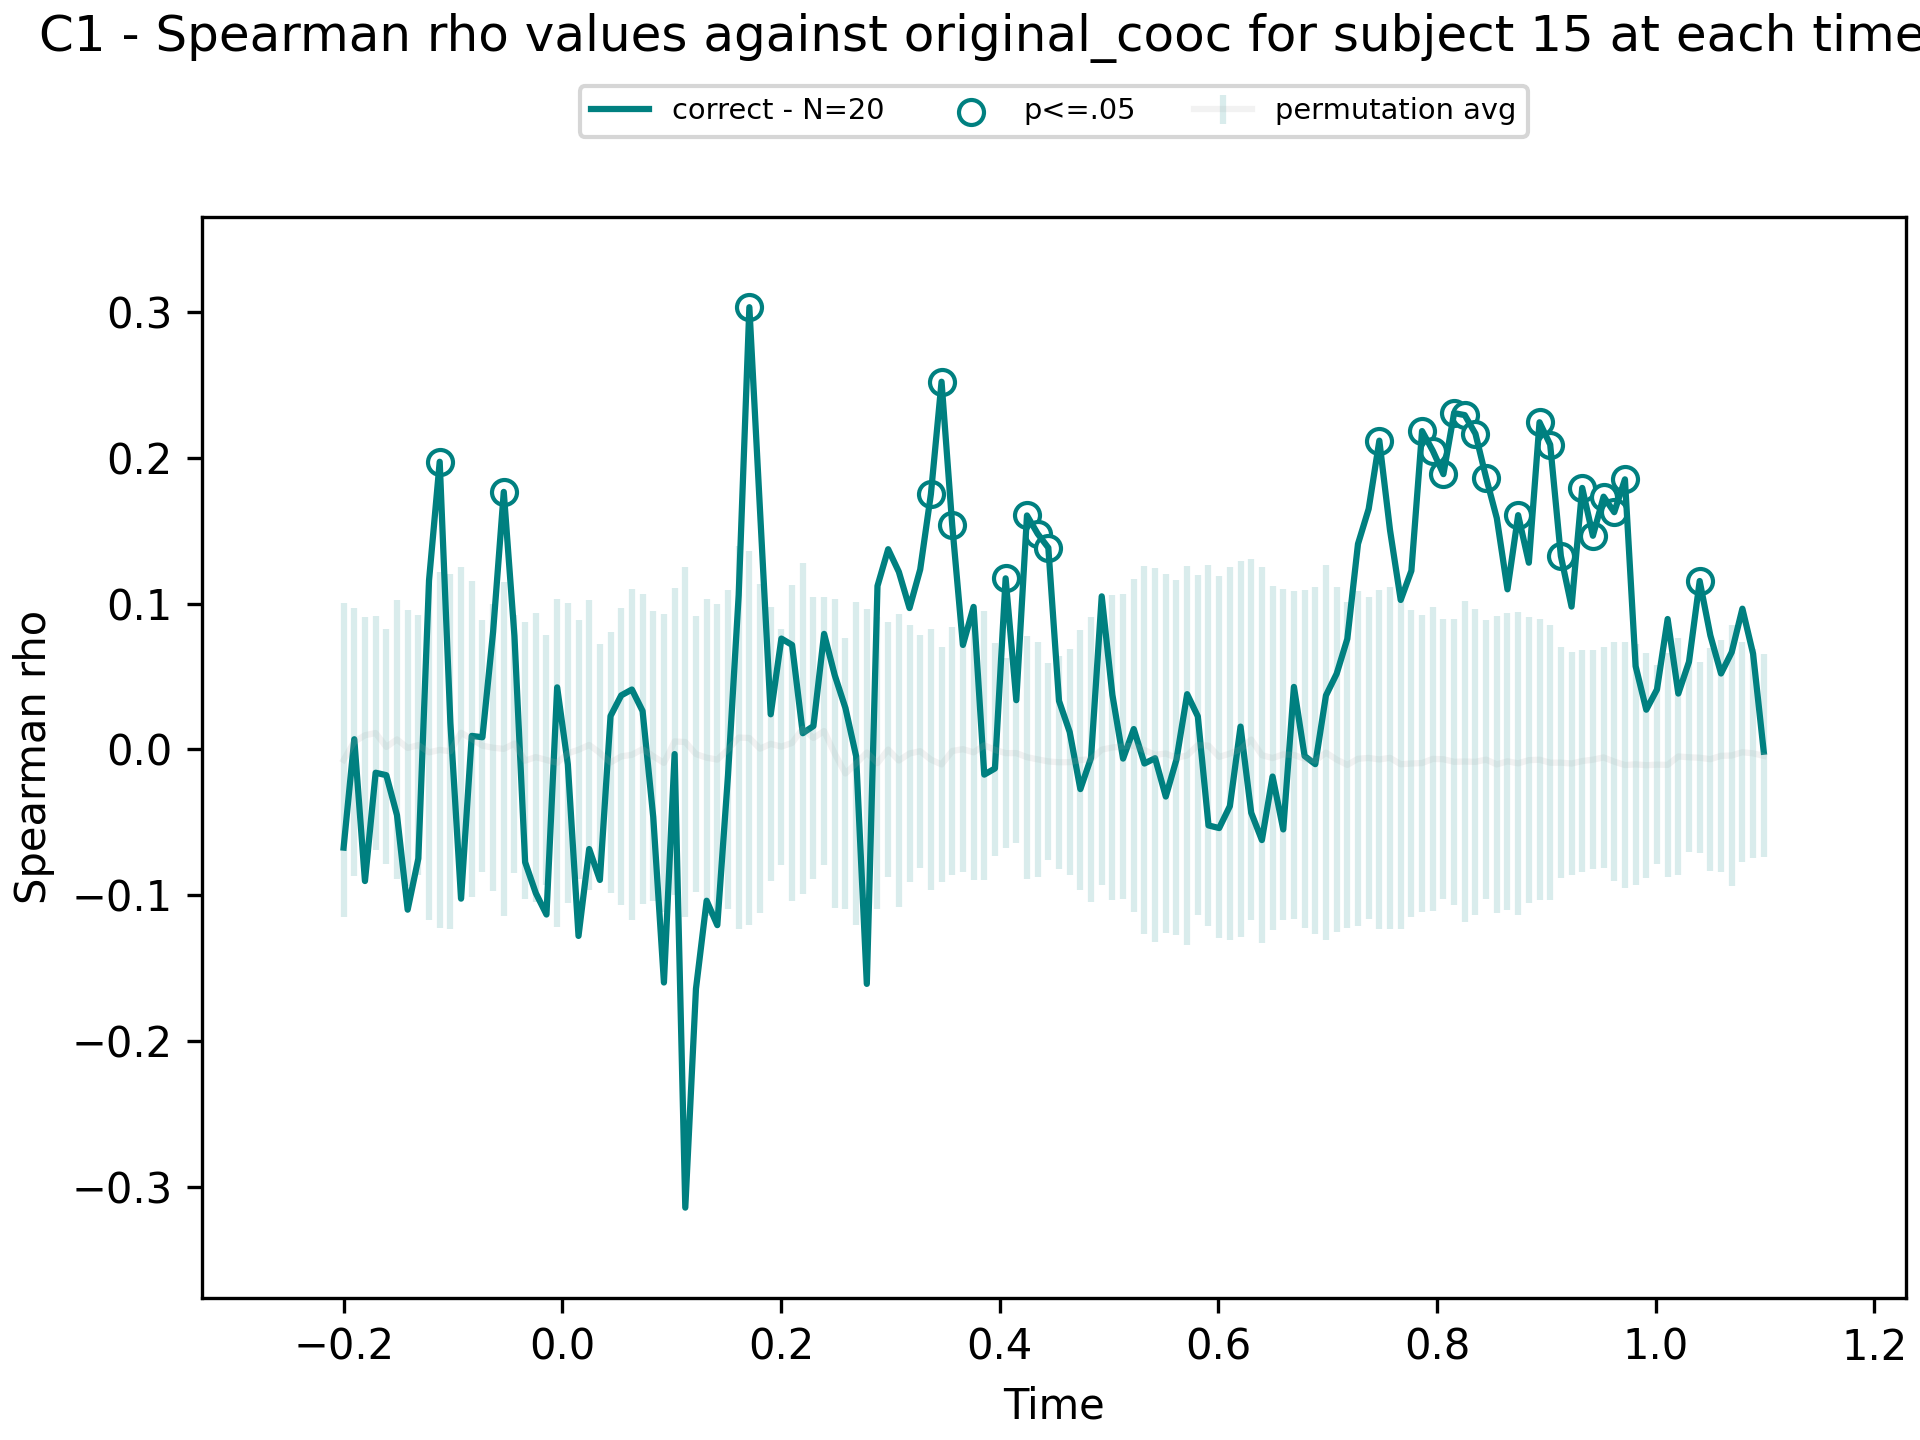 C1 - Spearman rho values against original_cooc for subject 15 at each time
correct - N=20 p<=.05 permutation avg
0.3
0.2
0.1
0.0
−0.1
−0.2
−0.3
Spearman rho
−0.2 0.0 0.2 0.4 0.6 0.8 1.0 1.2
Time